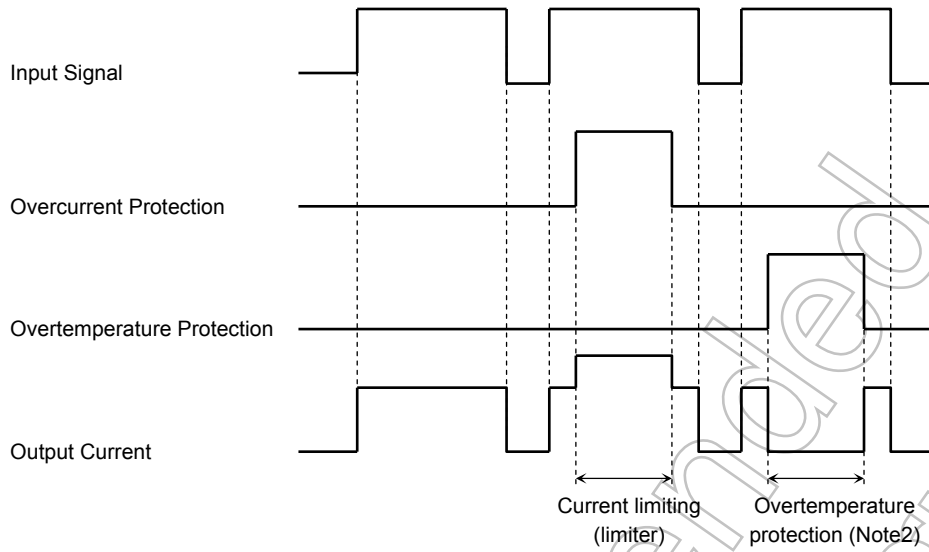 Input Signal
Overcurrent Protection
Overtemperature Protection
Output Current
Current limiting
(limiter)
Overtemperature
protection (Note2)